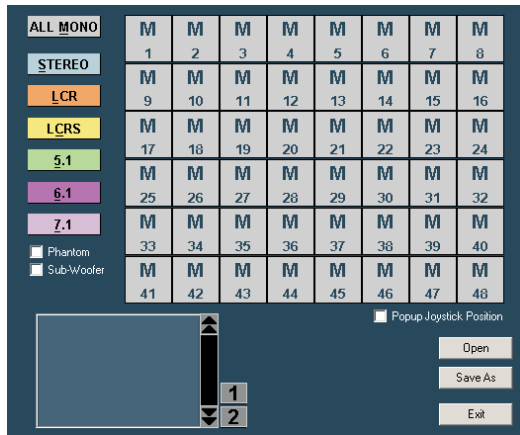 ALL MONO
STEREO
LCR
LCRS
5.1
6.1
7.1
Phantom
Sub-Woofer
M M M M M M M M
1 2 3 4 5 6 7 8
M M M M M M M M
9 10 11 12 13 14 15 16
M M M M M M M M
17 18 19 20 21 22 23 24
M M M M M M M M
25 26 27 28 29 30 31 32
M M M M M M M M
33 34 35 36 37 38 39 40
M M M M M M M M
41 42 43 44 45 46 47 48
Popup Joystick Position
1
2
Open
Save As
Exit